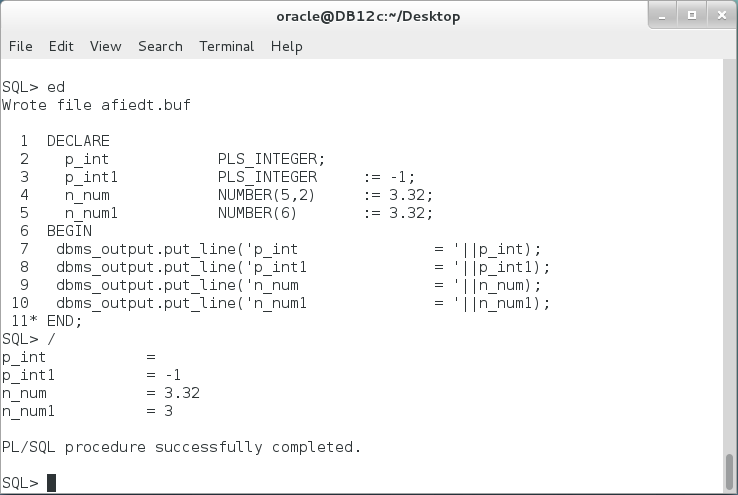 oracle@DB12c:~/Desktop
File Edit View Search Terminal Help
SQL> ed
Wrote file afiedt.buf
1 DECLARE
2 p_int PLS_INTEGER;
3 p_int1 PLS_INTEGER := -1;
4 n_num NUMBER(5,2) := 3.32;
5 n_num1 NUMBER(6) := 3.32;
6 BEGIN
7 dbms_output.put_line('p_int = '||p_int);
8 dbms_output.put_line('p_int1 = '||p_int1);
9 dbms_output.put_line('n_num = '||n_num);
10 dbms_output.put_line('n_num1 = '||n_num1);
11* END;
SQL> /
p_int =
p_int1 = -1
n_num = 3.32
n_num1 = 3
PL/SQL procedure successfully completed.
SQL>